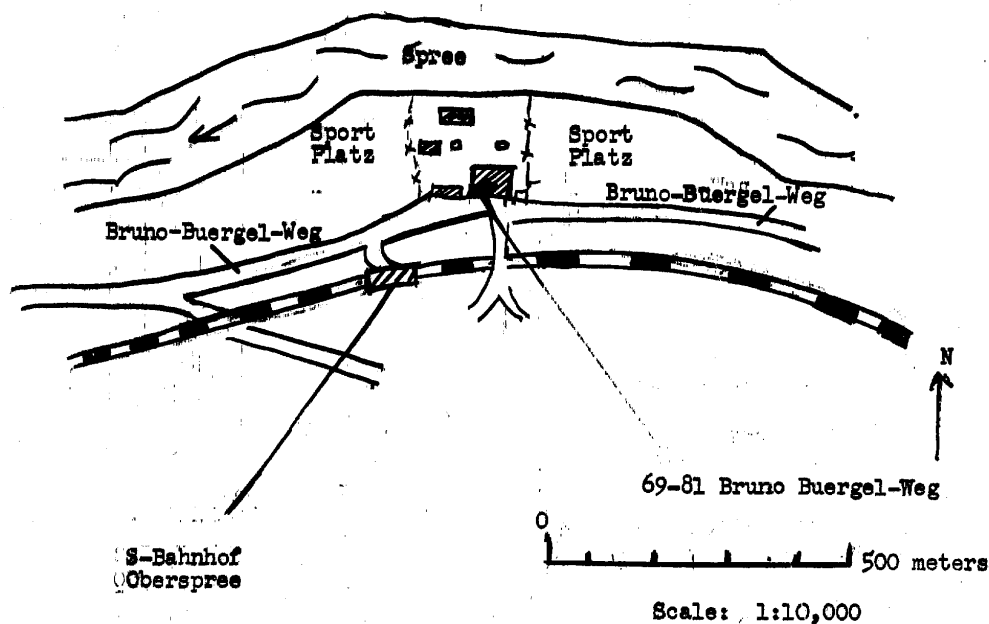 Spree
Sport
Platz
Sport
Platz
Bruno-Buergel-Weg
Bruno-Buergel-Weg
N
69-81 Bruno Buergel-Weg
0
500 meters
S-Bahnhof
Oberspree
Scale: 1:10,000